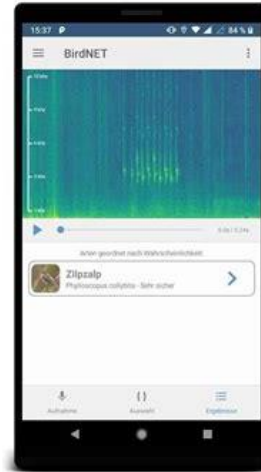 15:37 P 84 %
BirdNET
Arten geordnet nach Wahrscheinlichkeit:
Zilpzalp
Phylloscopus collybita - Sehr sicher
Aufnahme
Auswahl
Ergebnisse